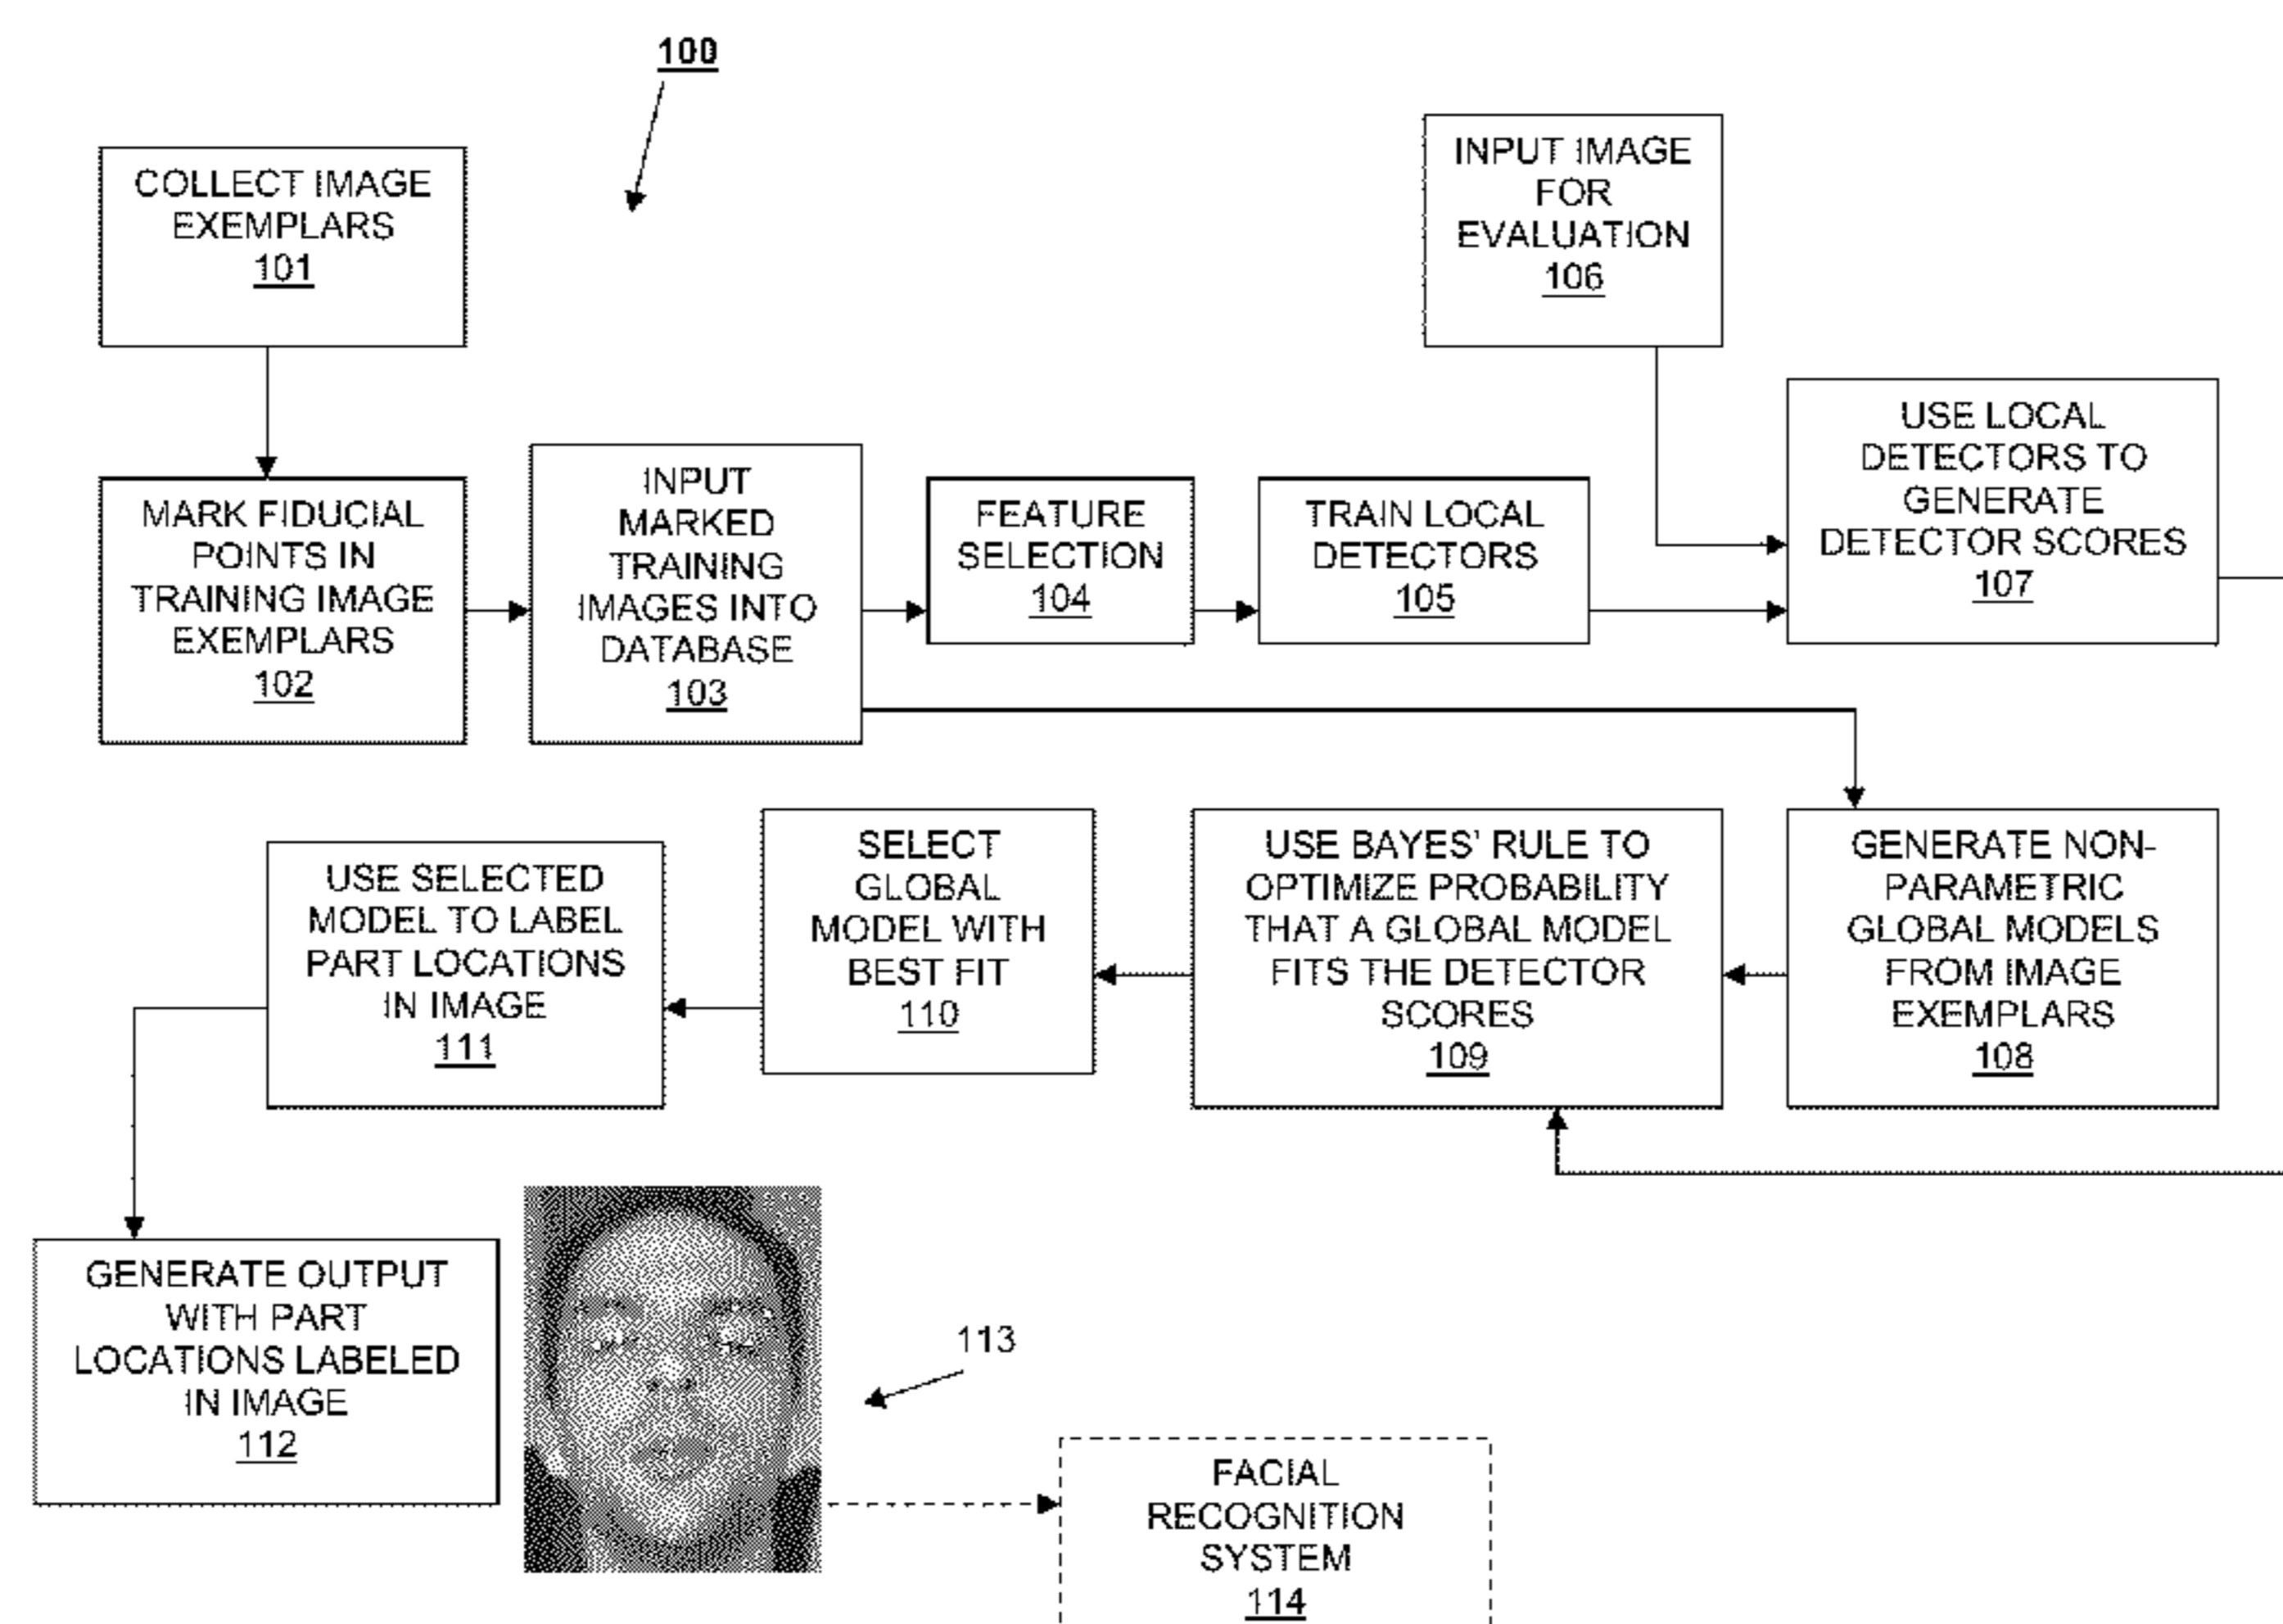 100
COLLECT IMAGE
EXEMPLARS
101
INPUT IMAGE
FOR
EVALUATION
106
MARK FIDUCIAL
POINTS IN
TRAINING IMAGE
EXEMPLARS
102
INPUT
MARKED
TRAINING
IMAGES INTO
DATABASE
103
FEATURE
SELECTION
104
TRAIN LOCAL
DETECTORS
105
USE LOCAL
DETECTORS TO
GENERATE
DETECTOR SCORES
107
GENERATE NON-
PARAMETRIC
GLOBAL MODELS
FROM IMAGE
EXEMPLARS
108
USE BAYES' RULE TO
OPTIMIZE PROBABILITY
THAT A GLOBAL MODEL
FITS THE DETECTOR
SCORES
109
SELECT
GLOBAL
MODEL WITH
BEST FIT
110
USE SELECTED
MODEL TO LABEL
PART LOCATIONS
IN IMAGE
111
GENERATE OUTPUT
WITH PART
LOCATIONS LABELED
IN IMAGE
112
113
FACIAL
RECOGNITION
SYSTEM
114